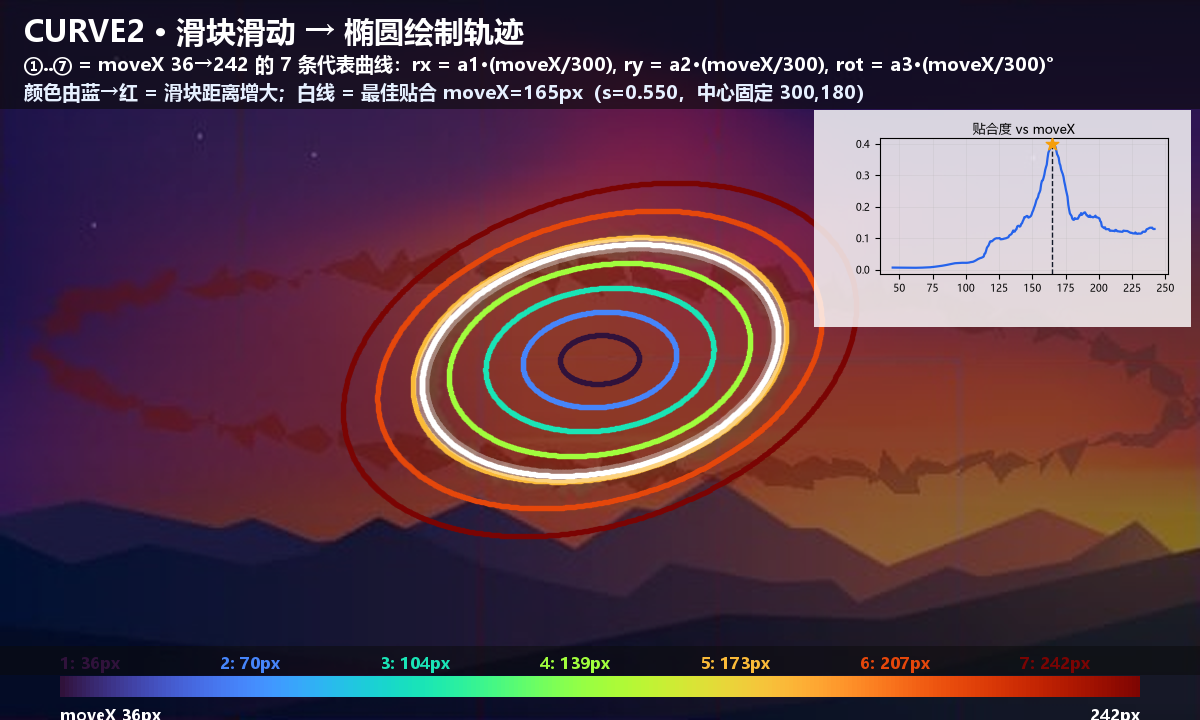 CURVE2 • 滑块滑动 → 椭圆绘制轨迹
①..⑦ = moveX 36→242 的 7 条代表曲线：rx = a1•(moveX/300), ry = a2•(moveX/300), rot = a3•(moveX/300)°
颜色由蓝→红 = 滑块距离增大；白线 = 最佳贴合 moveX=165px（s=0.550，中心固定 300,180）
贴合度 vs moveX
0.4
0.3
0.2
0.1
0.0
50 75 100 125 150 175 200 225 250
1: 36px 2: 70px 3: 104px 4: 139px 5: 173px 6: 207px 7: 242px
moveX 36px 242px